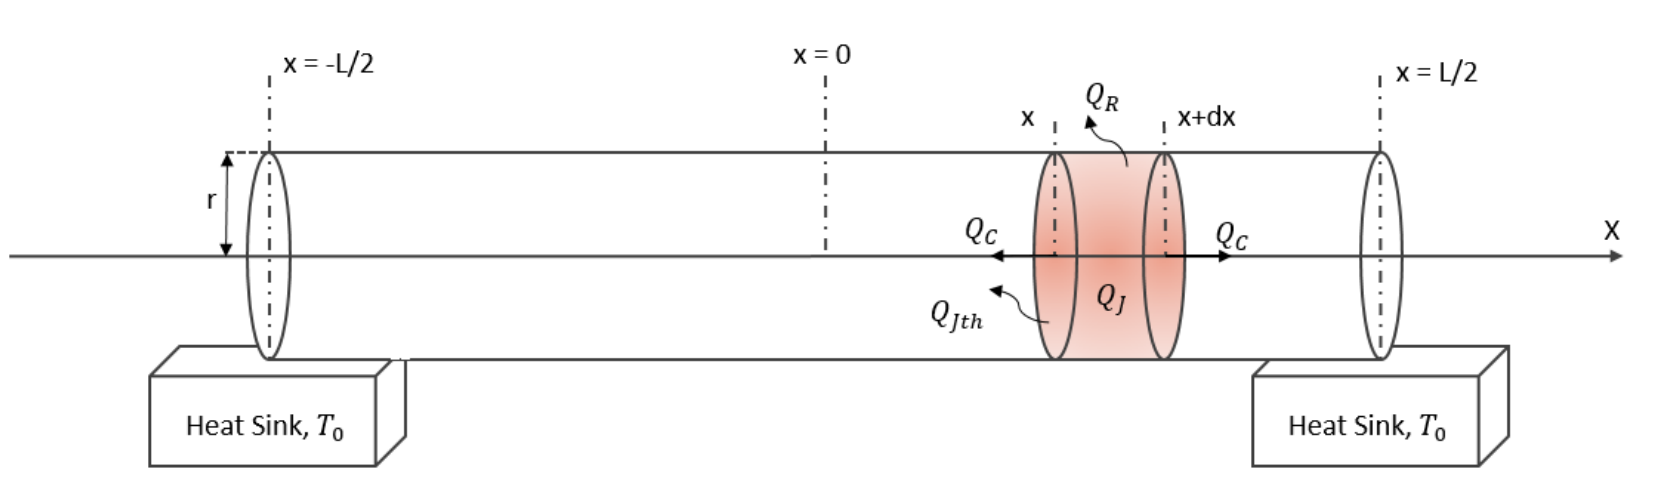 x = -L/2
x = 0
x = L/2
Q_R
x
x+dx
r
Q_C
Q_C
X
Q_J
Q_Jth
Heat Sink, T_0
Heat Sink, T_0